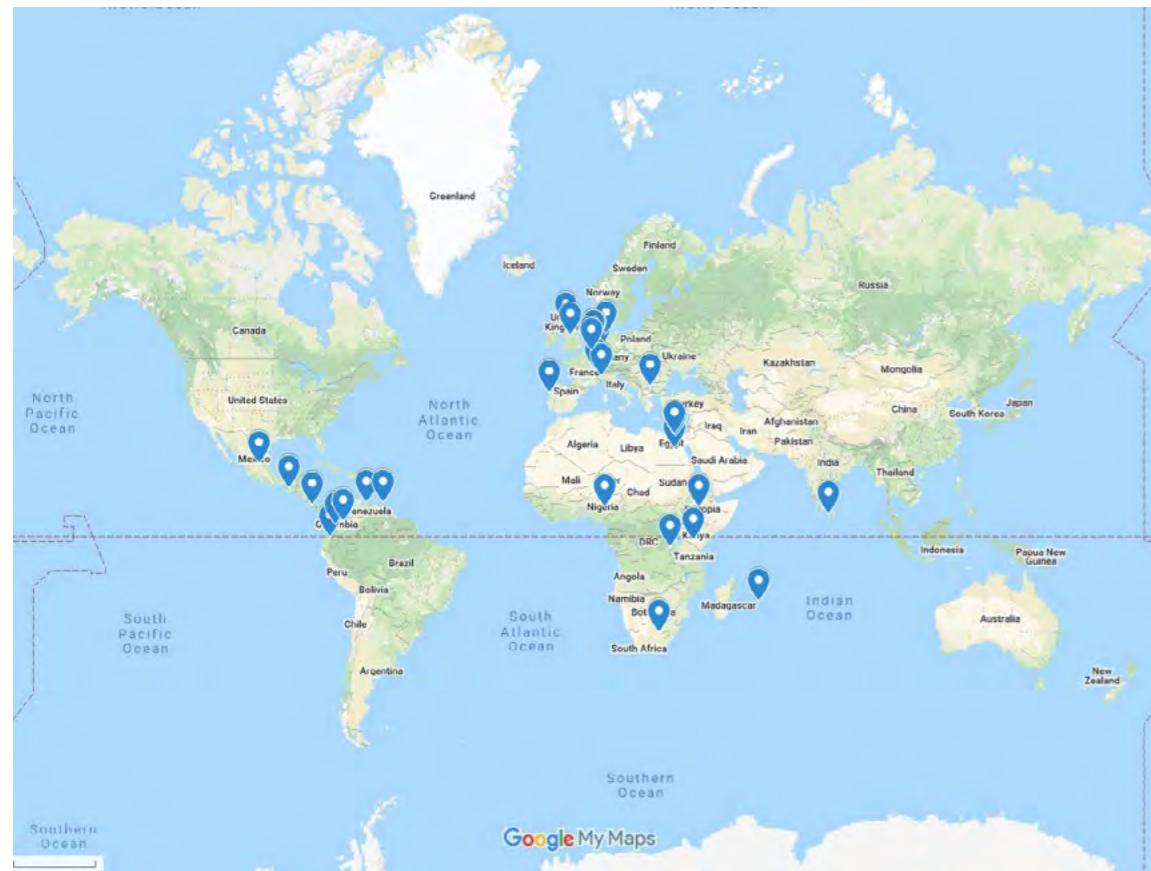 Greenland
Iceland
Finland
Sweden
Norway
Russia
Canada
Poland
Ukraine
France
Spain
Italy
Kazakhstan
Mongolia
North
Pacific
Ocean
United States
North
Atlantic
Ocean
China
South Korea
Japan
Iraq
Iran
Afghanistan
Pakistan
Algeria
Libya
Saudi Arabia
India
Thailand
Mali
Chad
Sudan
Nigeria
DRC
Tanzania
Indonesia
Papua New
Guinea
Brazil
Peru
Bolivia
Angola
Namibia
Madagascar
Indian
Ocean
South
Pacific
Ocean
Chile
South
Atlantic
Ocean
South Africa
Australia
Argentina
New
Zealand
Southern
Ocean
Southern
Ocean
Google My Maps